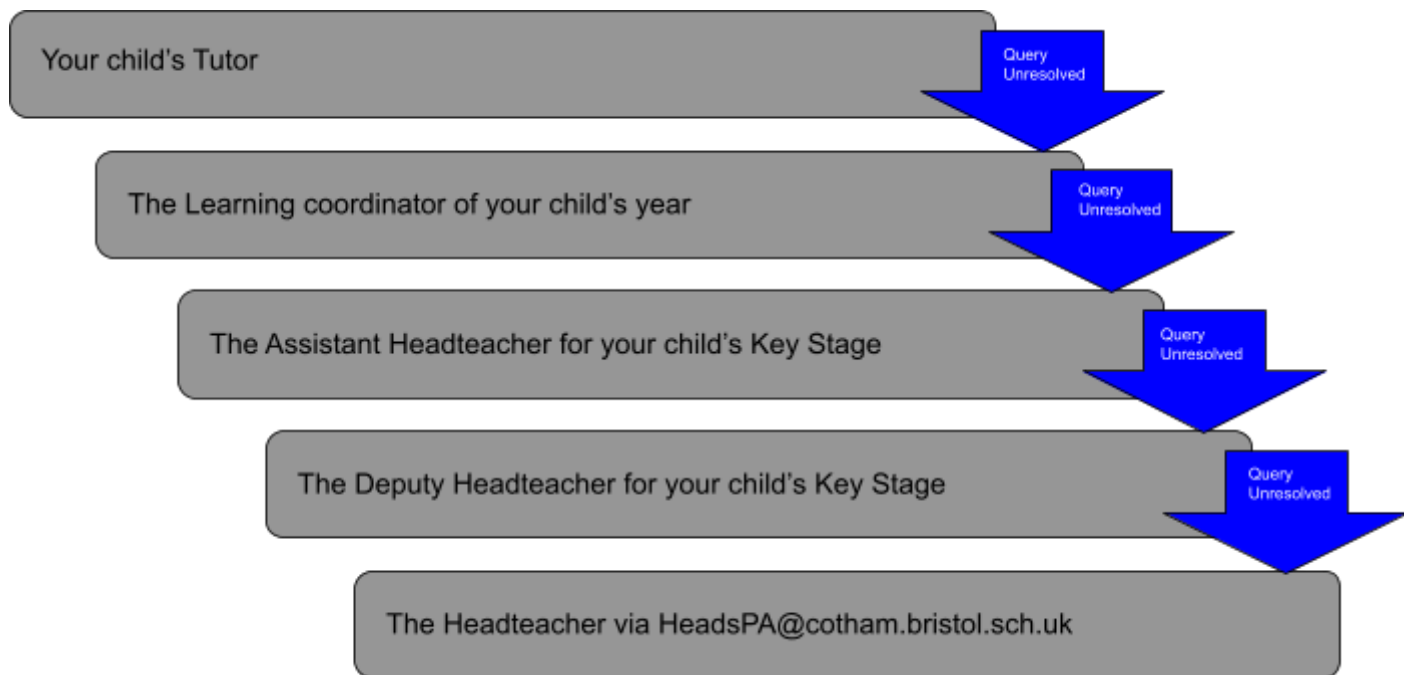 Your child’s Tutor
Query
Unresolved
The Learning coordinator of your child’s year
Query
Unresolved
The Assistant Headteacher for your child’s Key Stage
Query
Unresolved
The Deputy Headteacher for your child’s Key Stage
Query
Unresolved
The Headteacher via HeadsPA@cotham.bristol.sch.uk